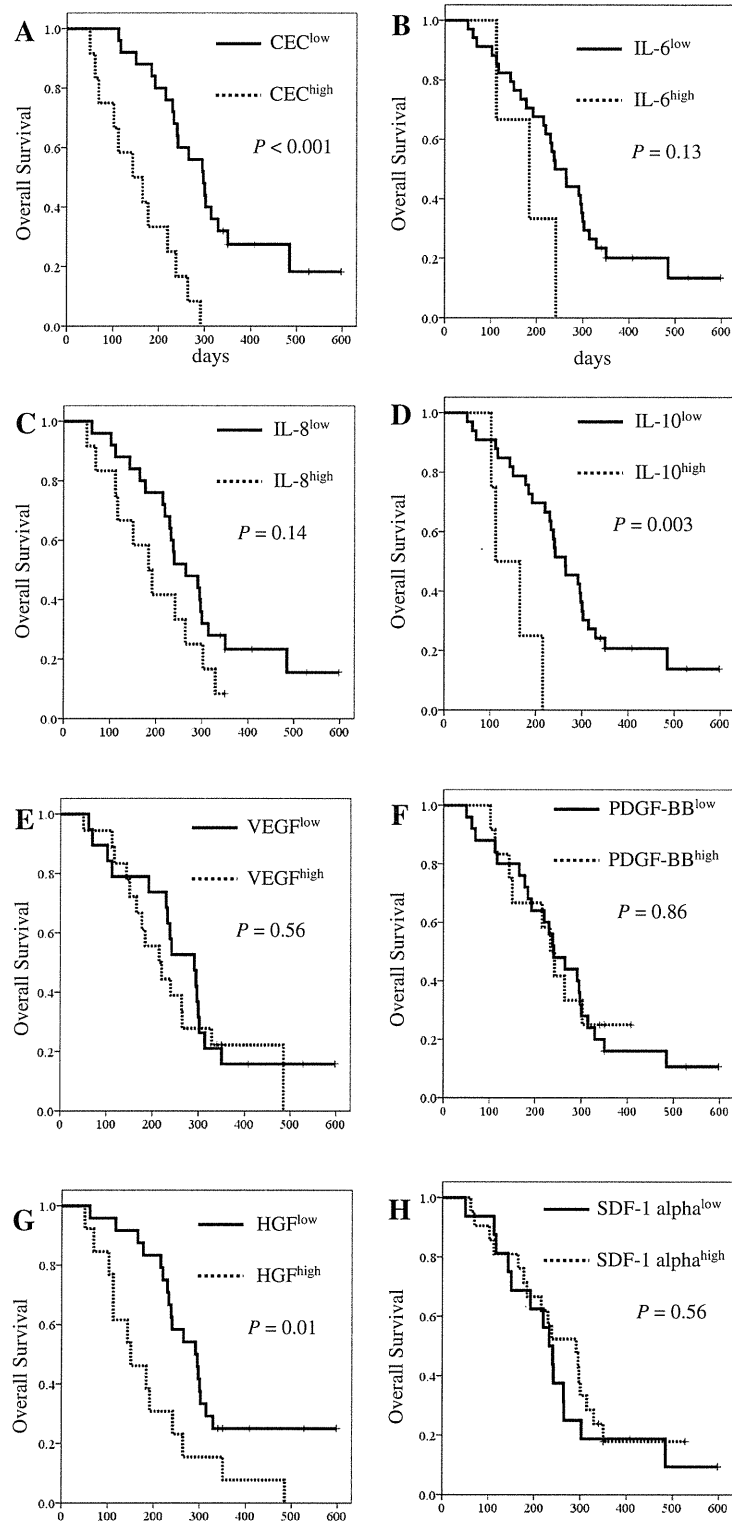 A
CEC^low
CEC^high
P < 0.001
Overall Survival
1.0
0.8
0.6
0.4
0.2
0.0
0 100 200 300 400 500 600
days
B
IL-6^low
IL-6^high
P = 0.13
Overall Survival
1.0
0.8
0.6
0.4
0.2
0.0
0 100 200 300 400 500 600
days
C
IL-8^low
IL-8^high
P = 0.14
Overall Survival
1.0
0.8
0.6
0.4
0.2
0.0
0 100 200 300 400 500 600
D
IL-10^low
IL-10^high
P = 0.003
Overall Survival
1.0
0.8
0.6
0.4
0.2
0.0
0 100 200 300 400 500 600
E
VEGF^low
VEGF^high
P = 0.56
Overall Survival
1.0
0.8
0.6
0.4
0.2
0.0
0 100 200 300 400 500 600
F
PDGF-BB^low
PDGF-BB^high
P = 0.86
Overall Survival
1.0
0.8
0.6
0.4
0.2
0.0
0 100 200 300 400 500 600
G
HGF^low
HGF^high
P = 0.01
Overall Survival
1.0
0.8
0.6
0.4
0.2
0.0
0 100 200 300 400 500 600
H
SDF-1 alpha^low
SDF-1 alpha^high
P = 0.56
Overall Survival
1.0
0.8
0.6
0.4
0.2
0.0
0 100 200 300 400 500 600